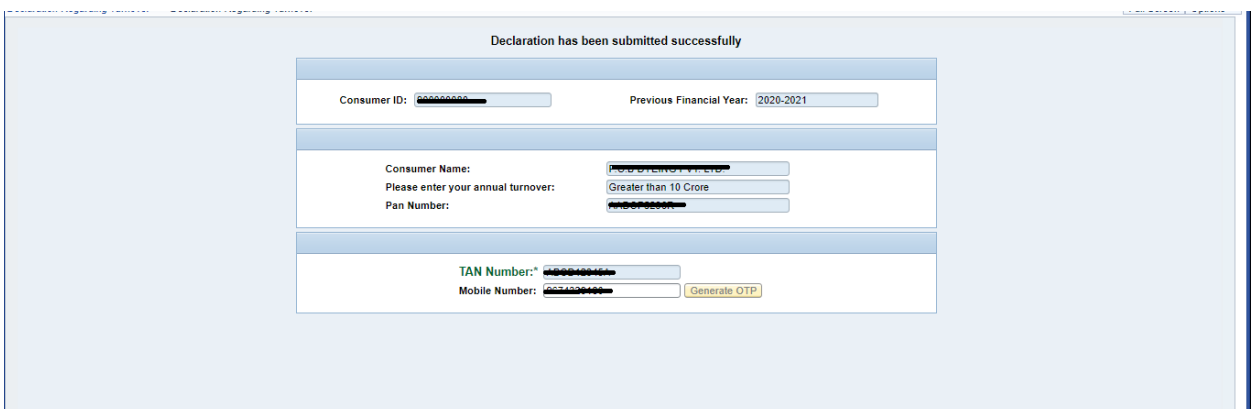 Declaration has been submitted successfully
Consumer ID:
Previous Financial Year: 2020-2021
Consumer Name:
Please enter your annual turnover: Greater than 10 Crore
Pan Number:
TAN Number:*
Mobile Number: Generate OTP